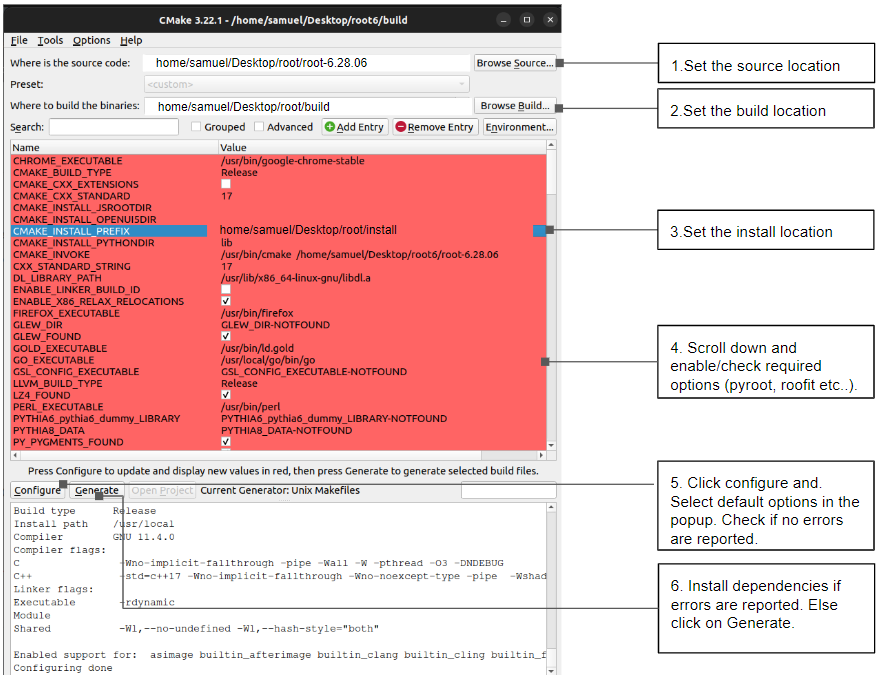 CMake 3.22.1 - /home/samuel/Desktop/root6/build
File Tools Options Help
Where is the source code: home/samuel/Desktop/root/root-6.28.06 Browse Source...
Preset: <custom>
Where to build the binaries: home/samuel/Desktop/root/build Browse Build...
Search: Grouped Advanced Add Entry Remove Entry Environment...
Name Value
CHROME_EXECUTABLE /usr/bin/google-chrome-stable
CMAKE_BUILD_TYPE Release
CMAKE_CXX_EXTENSIONS
CMAKE_CXX_STANDARD 17
CMAKE_INSTALL_JSROOTDIR
CMAKE_INSTALL_OPENUI5DIR
CMAKE_INSTALL_PREFIX home/samuel/Desktop/root/install
CMAKE_INSTALL_PYTHONDIR lib
CMAKE_INVOKE /usr/bin/cmake /home/samuel/Desktop/root6/root-6.28.06
CXX_STANDARD_STRING 17
DL_LIBRARY_PATH /usr/lib/x86_64-linux-gnu/libdl.a
ENABLE_LINKER_BUILD_ID
ENABLE_X86_RELAX_RELOCATIONS
FIREFOX_EXECUTABLE /usr/bin/firefox
GLEW_DIR GLEW_DIR-NOTFOUND
GLEW_FOUND
GOLD_EXECUTABLE /usr/bin/ld.gold
GO_EXECUTABLE /usr/local/go/bin/go
GSL_CONFIG_EXECUTABLE GSL_CONFIG_EXECUTABLE-NOTFOUND
LLVM_BUILD_TYPE Release
LZ4_FOUND
PERL_EXECUTABLE /usr/bin/perl
PYTHIA6_pythia6_dummy_LIBRARY PYTHIA6_pythia6_dummy_LIBRARY-NOTFOUND
PYTHIA8_DATA PYTHIA8_DATA-NOTFOUND
PY_PYGMENTS_FOUND
Press Configure to update and display new values in red, then press Generate to generate selected build files.
Configure Generate Open Project Current Generator: Unix Makefiles
Build type Release
Install path /usr/local
Compiler GNU 11.4.0
Compiler flags:
C -Wno-implicit-fallthrough -pipe -Wall -W -pthread -O3 -DNDEBUG
C++ -std=c++17 -Wno-implicit-fallthrough -Wno-noexcept-type -pipe -Wshad
Linker flags:
Executable -rdynamic
Module
Shared -Wl,--no-undefined -Wl,--hash-style="both"
Enabled support for: asimage builtin_afterimage builtin_clang builtin_cling builtin_f
Configuring done
1.Set the source location
2.Set the build location
3.Set the install location
4. Scroll down and
enable/check required
options (pyroot, roofit etc..).
5. Click configure and.
Select default options in the
popup. Check if no errors
are reported.
6. Install dependencies if
errors are reported. Else
click on Generate.